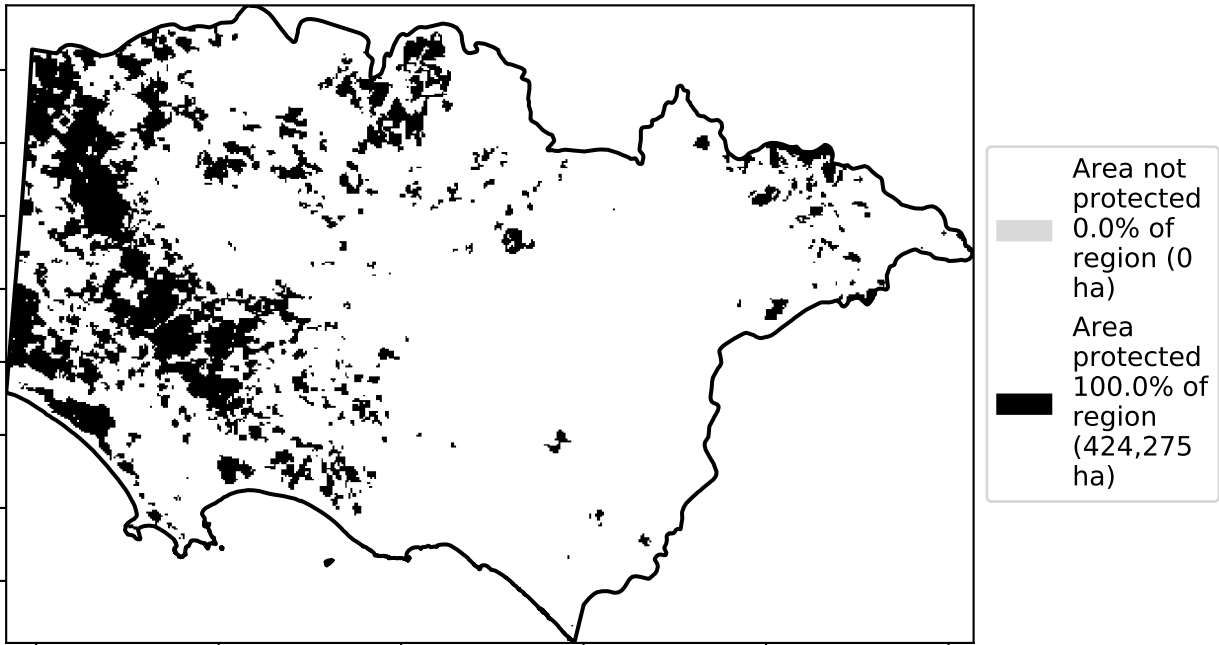 Area not
protected
0.0% of
region (0
ha)
Area
protected
100.0% of
region
(424,275
ha)